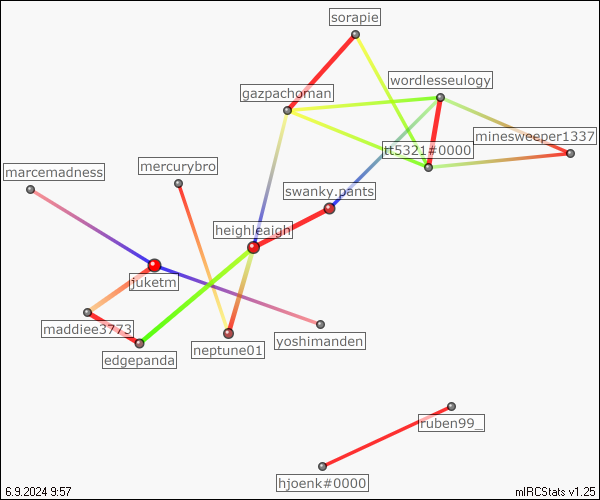 sorapie
wordlesseulogy
gazpachoman
minesweeper1337
tt5321#0000
mercurybro
marcemadness
swanky.pants
heighleaigh
juketm
maddiee3773
yoshimanden
neptune01
edgepanda
ruben99_
hjoenk#0000
6.9.2024 9:57
mIRCStats v1.25